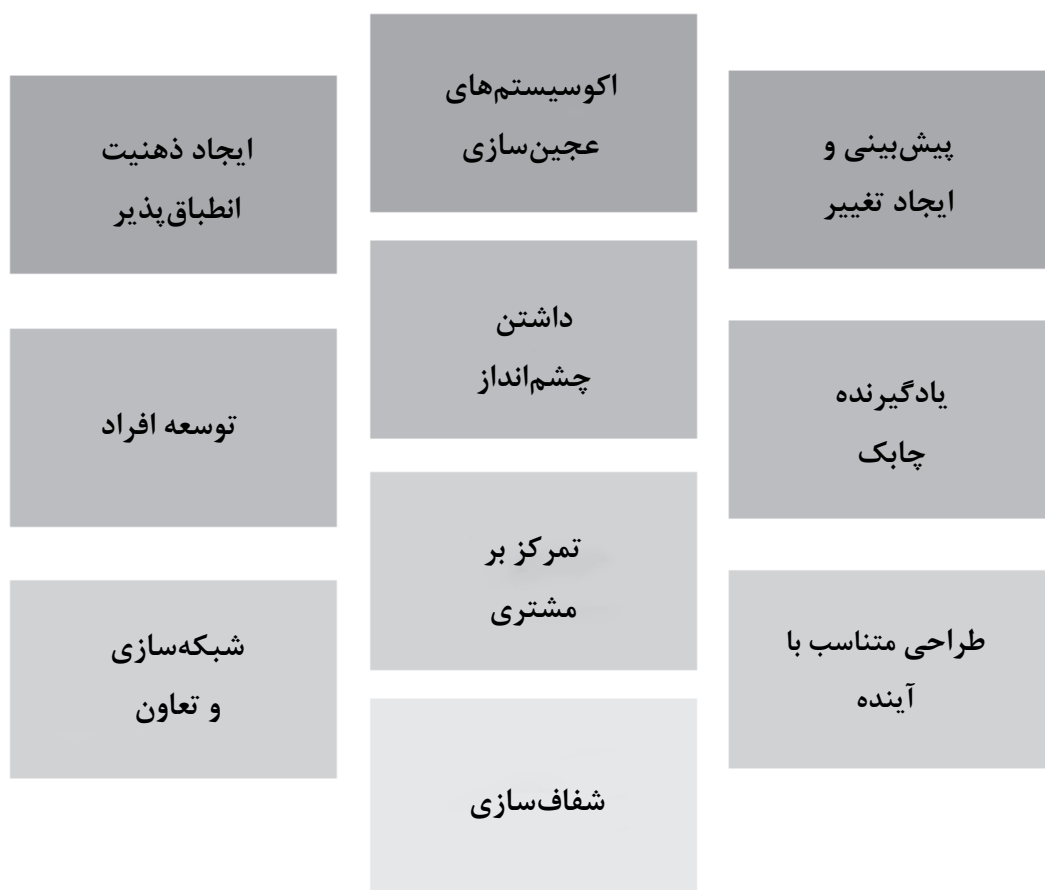 اکوسیستم‌های
عجین‌سازی
پیش‌بینی و
ایجاد تغییر
ایجاد ذهنیت
انطباق‌پذیر
داشتن
چشم‌انداز
یادگیرنده
چابک
توسعه افراد
تمرکز بر
مشتری
طراحی متناسب با
آینده
شبکه‌سازی
و تعاون
شفاف‌سازی